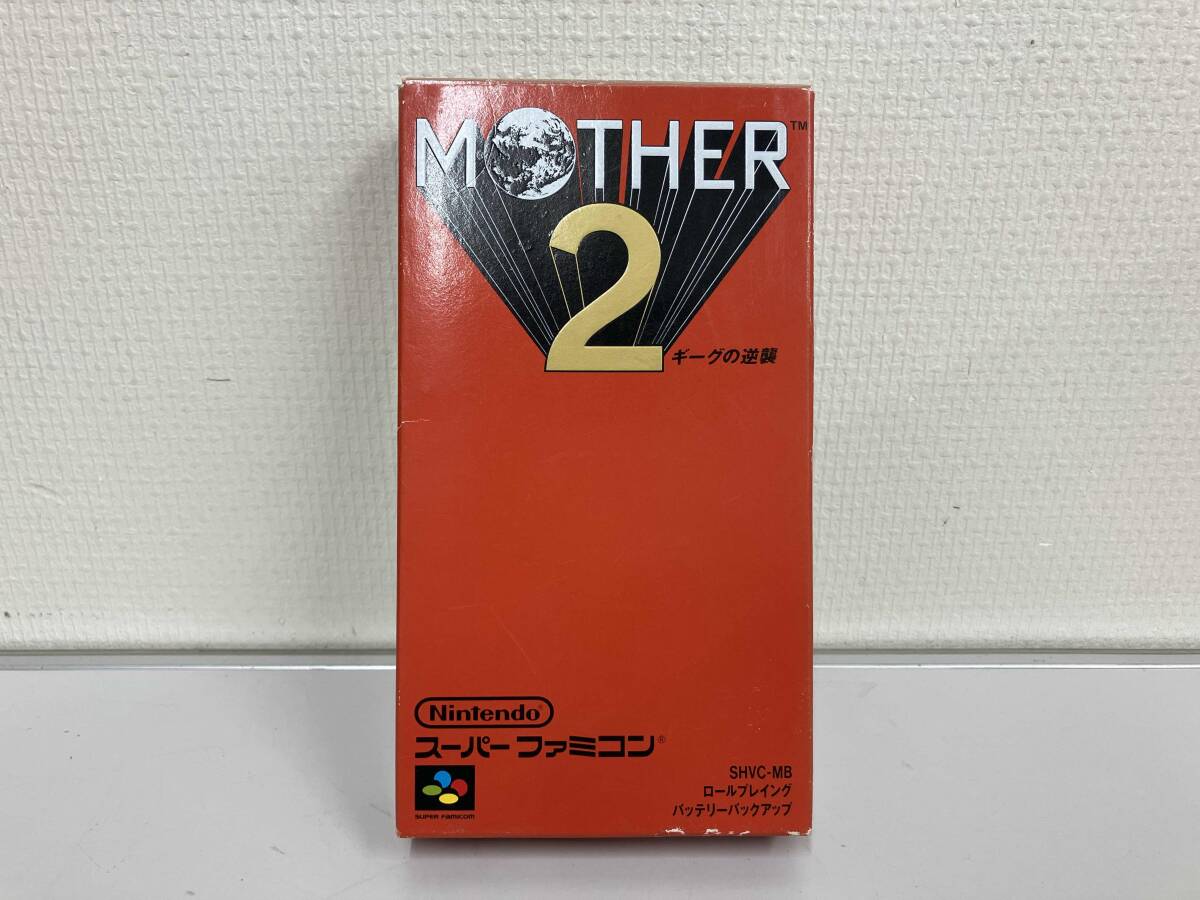 MOTHER™
2
ギーグの逆襲
Nintendo®
スーパーファミコン®
SUPER FAMICOM
SHVC-MB
ロールプレイング
バッテリーバックアップ